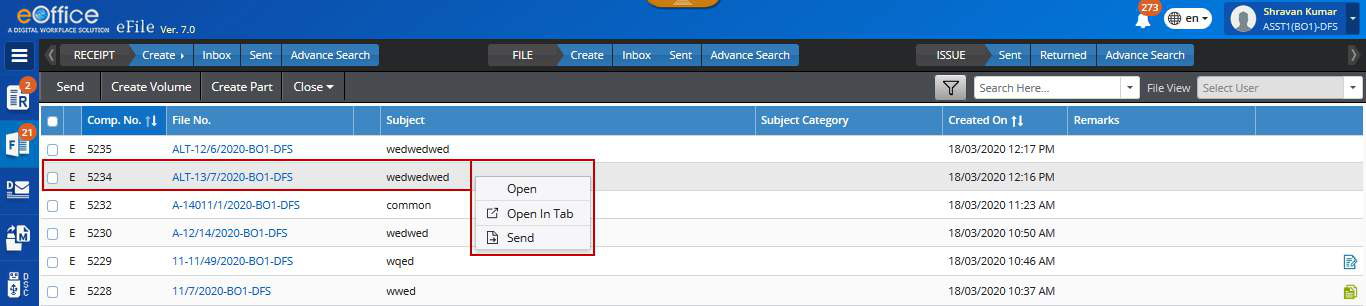 eOffice
A DIGITAL WORKPLACE SOLUTION
eFile Ver. 7.0
273
en
Shravan Kumar
ASST1(BO1)-DFS
RECEIPT Create Inbox Sent Advance Search
FILE Create Inbox Sent Advance Search
ISSUE Sent Returned Advance Search
2
R
21
F
D
M
DSC
Send Create Volume Create Part Close
Search Here... File View Select User
Comp. No. File No. Subject Subject Category Created On Remarks
E 5235 ALT-12/6/2020-BO1-DFS wedwedwed 18/03/2020 12:17 PM
E 5234 ALT-13/7/2020-BO1-DFS wedwedwed 18/03/2020 12:16 PM
E 5232 A-14011/1/2020-BO1-DFS common 18/03/2020 11:23 AM
E 5230 A-12/14/2020-BO1-DFS wedwed 18/03/2020 10:50 AM
E 5229 11-11/49/2020-BO1-DFS wqed 18/03/2020 10:46 AM
E 5228 11/7/2020-BO1-DFS wwed 18/03/2020 10:37 AM
Open
Open In Tab
Send